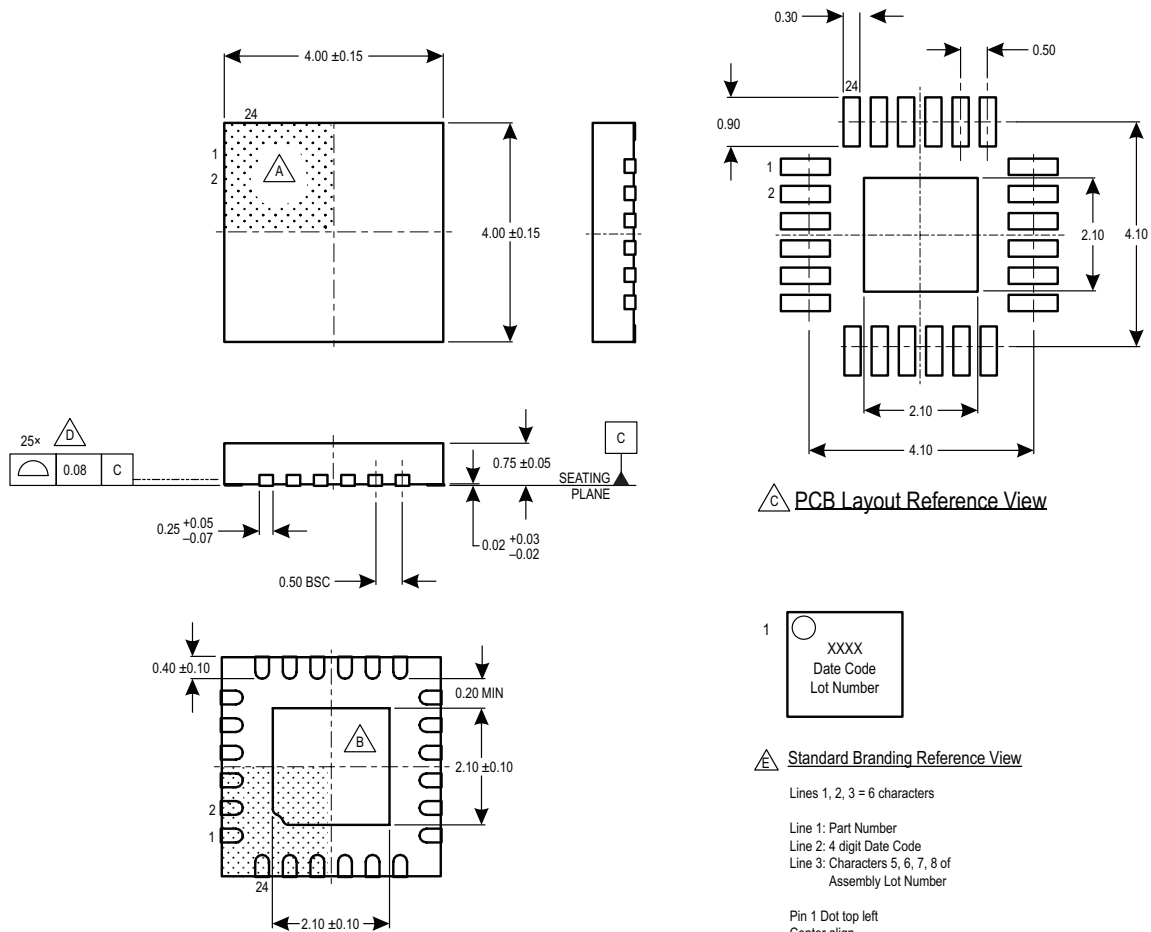 4.00 ±0.15
24
1
2
A
4.00 ±0.15
0.30
0.50
24
0.90
1
2
2.10
4.10
2.10
4.10
C PCB Layout Reference View
25×
D
0.08
C
C
0.75 ±0.05
SEATING
PLANE
0.25 +0.05
–0.07
0.02 +0.03
–0.02
0.50 BSC
0.40 ±0.10
0.20 MIN
B
2.10 ±0.10
2
1
24
2.10 ±0.10
1
XXXX
Date Code
Lot Number
E Standard Branding Reference View
Lines 1, 2, 3 = 6 characters
Line 1: Part Number
Line 2: 4 digit Date Code
Line 3: Characters 5, 6, 7, 8 of
Assembly Lot Number
Pin 1 Dot top left
Center align